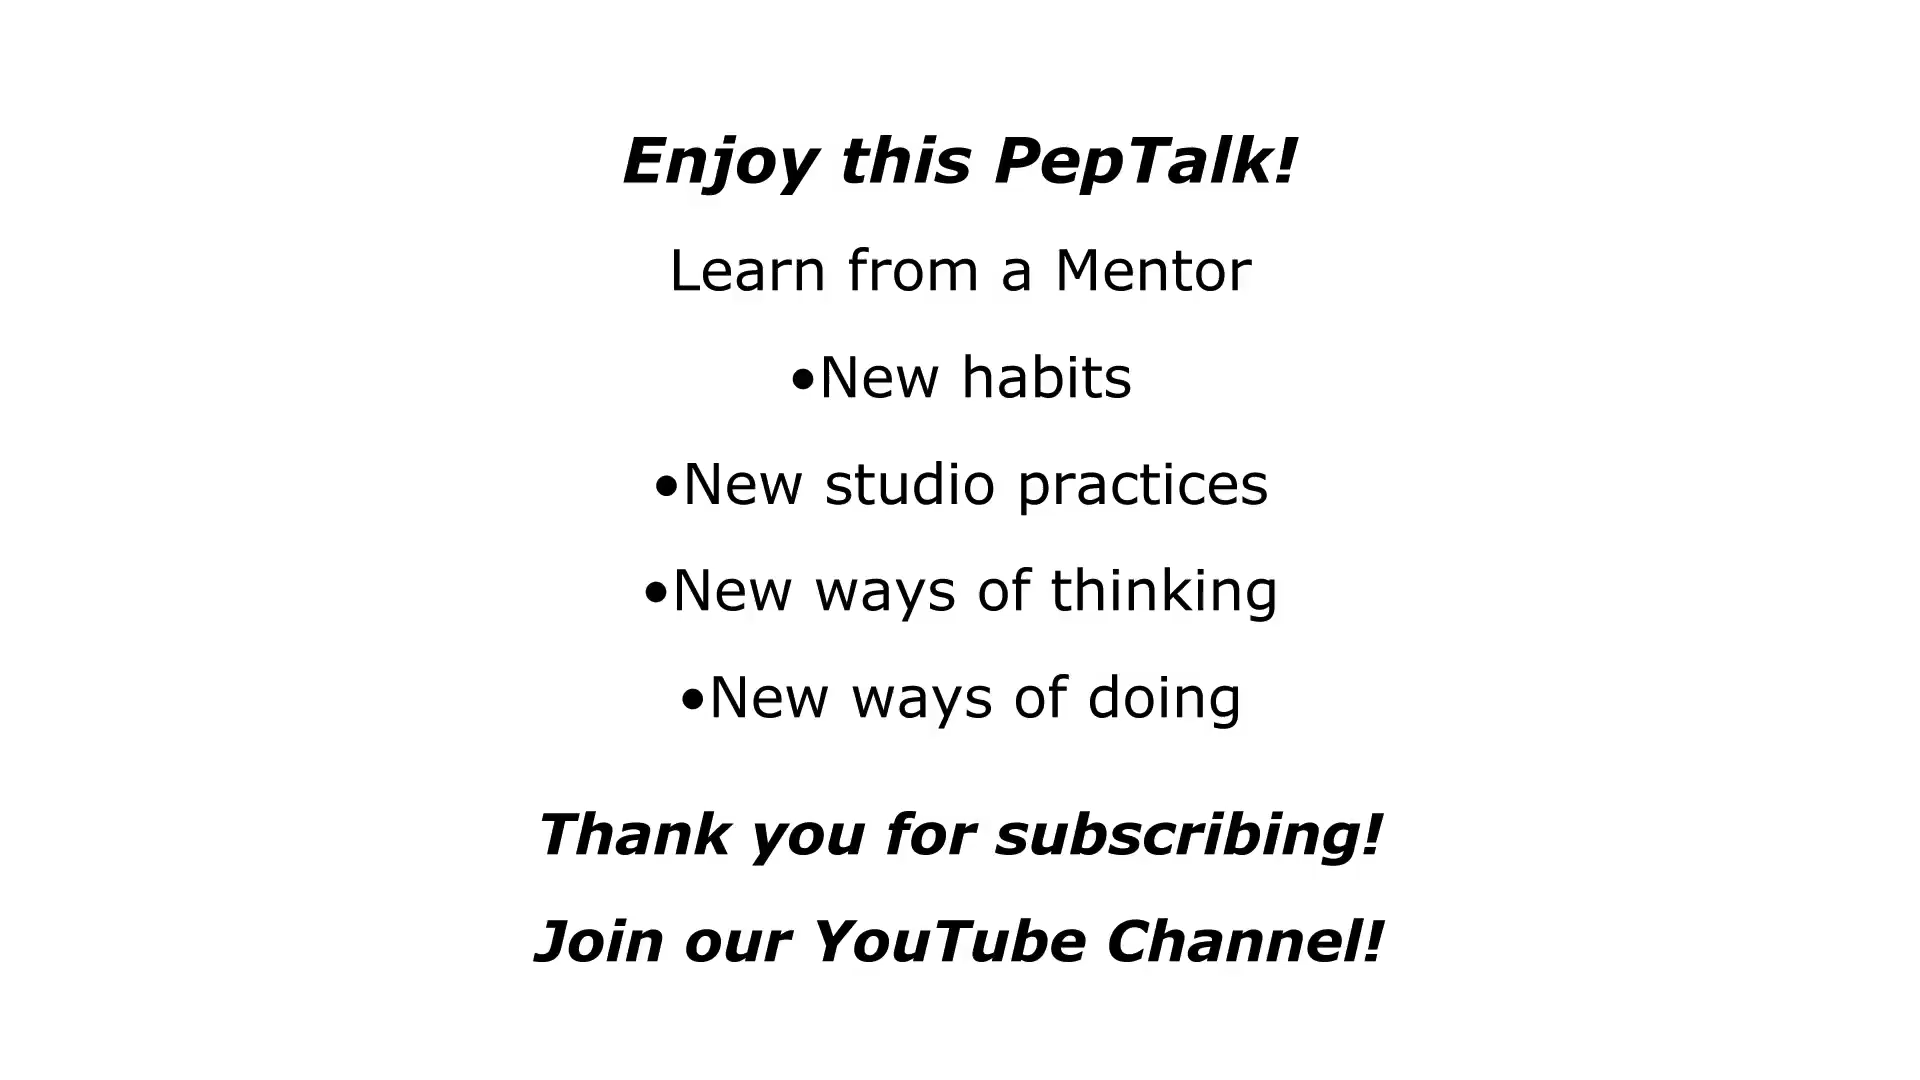 Enjoy this PepTalk!
Learn from a Mentor
•New habits
•New studio practices
•New ways of thinking
•New ways of doing
Thank you for subscribing!
Join our YouTube Channel!